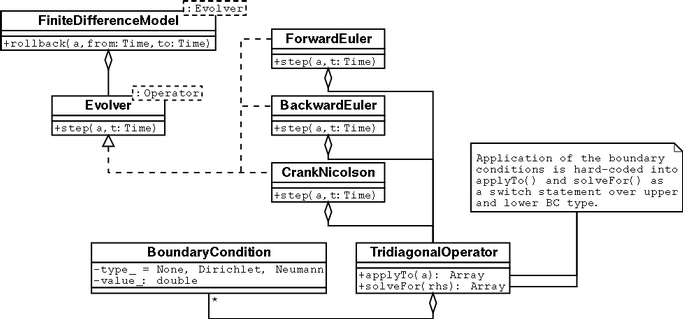 : Evolver
FiniteDifferenceModel
+rollback(a,from:Time,to:Time)
: Operator
Evolver
+step(a,t:Time)
ForwardEuler
+step(a,t:Time)
BackwardEuler
+step(a,t:Time)
CrankNicolson
+step(a,t:Time)
Application of the boundary
conditions is hard-coded into
applyTo() and solveFor() as
a switch statement over upper
and lower BC type.
BoundaryCondition
-type_ = None, Dirichlet, Neumann
-value_: double
*
TridiagonalOperator
+applyTo(a): Array
+solveFor(rhs): Array